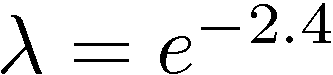 λ = e^{-2.4}